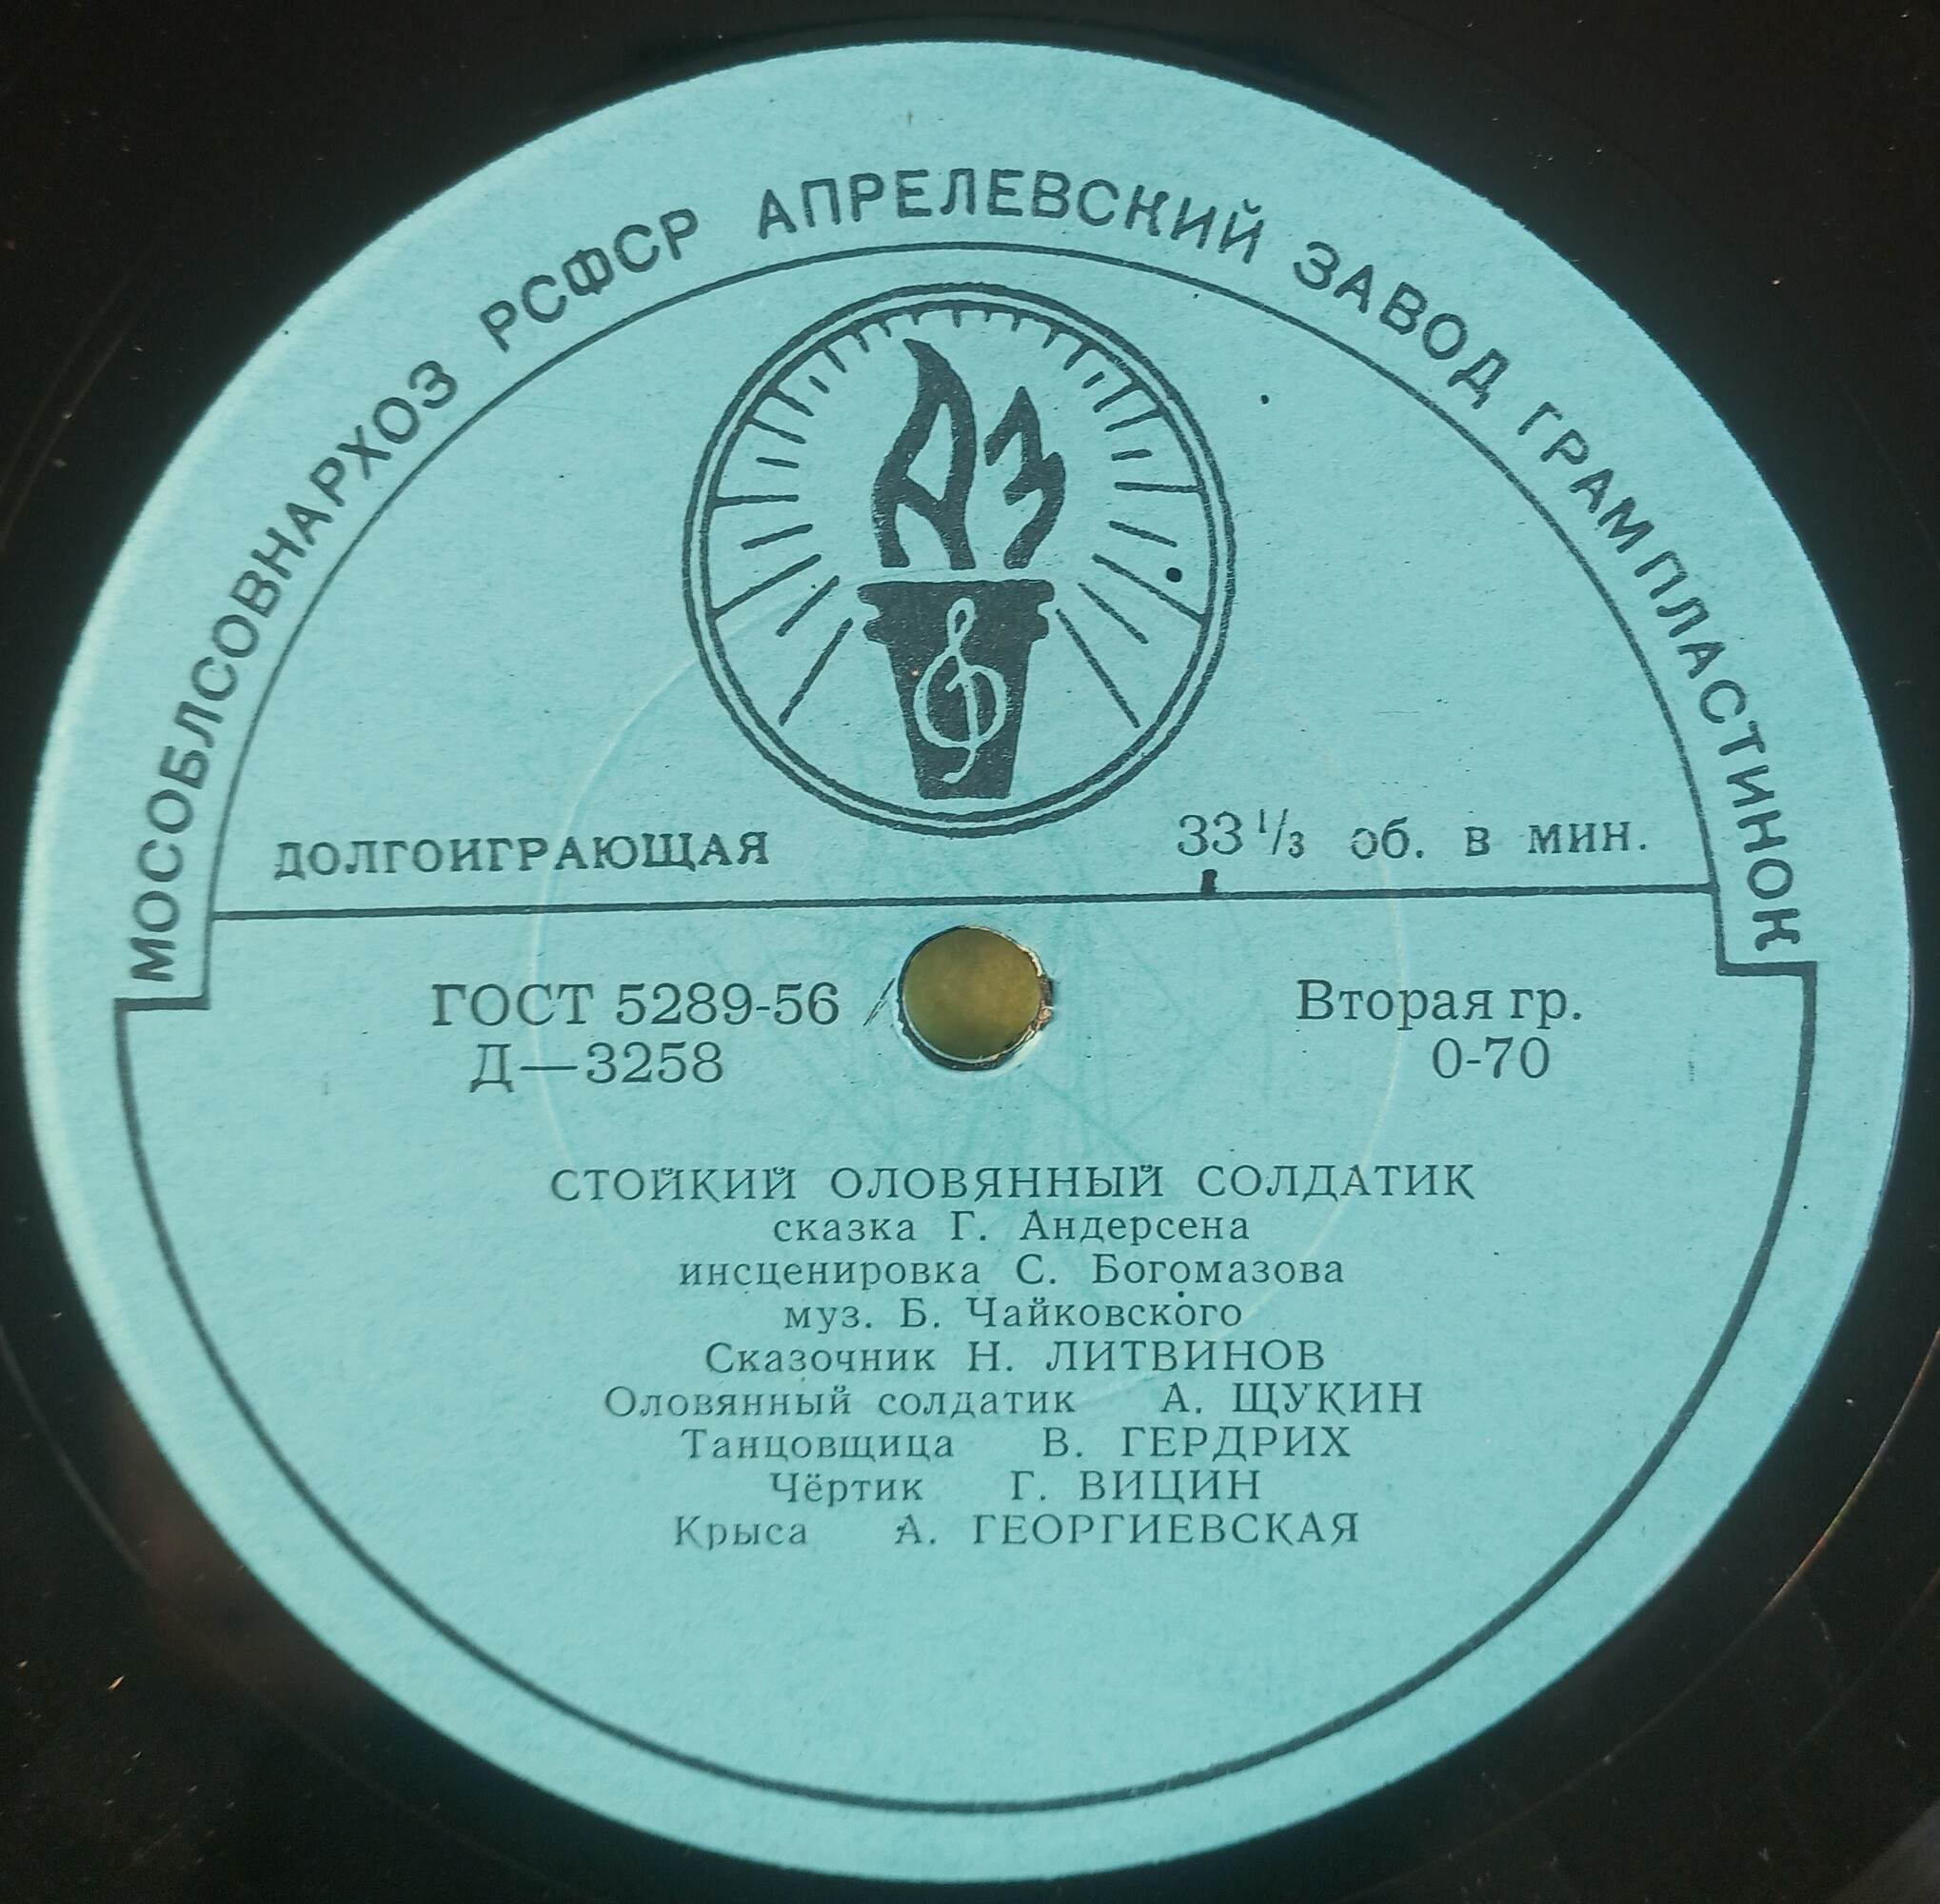 МОСОБЛСОВНАРХОЗ РСФСР АПРЕЛЕВСКИЙ ЗАВОД ГРАМПЛАСТИНОК
АЗ
ДОЛГОИГРАЮЩАЯ 33 1/3 об. в мин.
ГОСТ 5289-56 Вторая гр.
Д—3258 0-70
СТОЙКИЙ ОЛОВЯННЫЙ СОЛДАТИК
сказка Г. Андерсена
инсценировка С. Богомазова
муз. Б. Чайковского
Сказочник Н. ЛИТВИНОВ
Оловянный солдатик А. ЩУКИН
Танцовщица В. ГЕРДРИХ
Чёртик Г. ВИЦИН
Крыса А. ГЕОРГИЕВСКАЯ